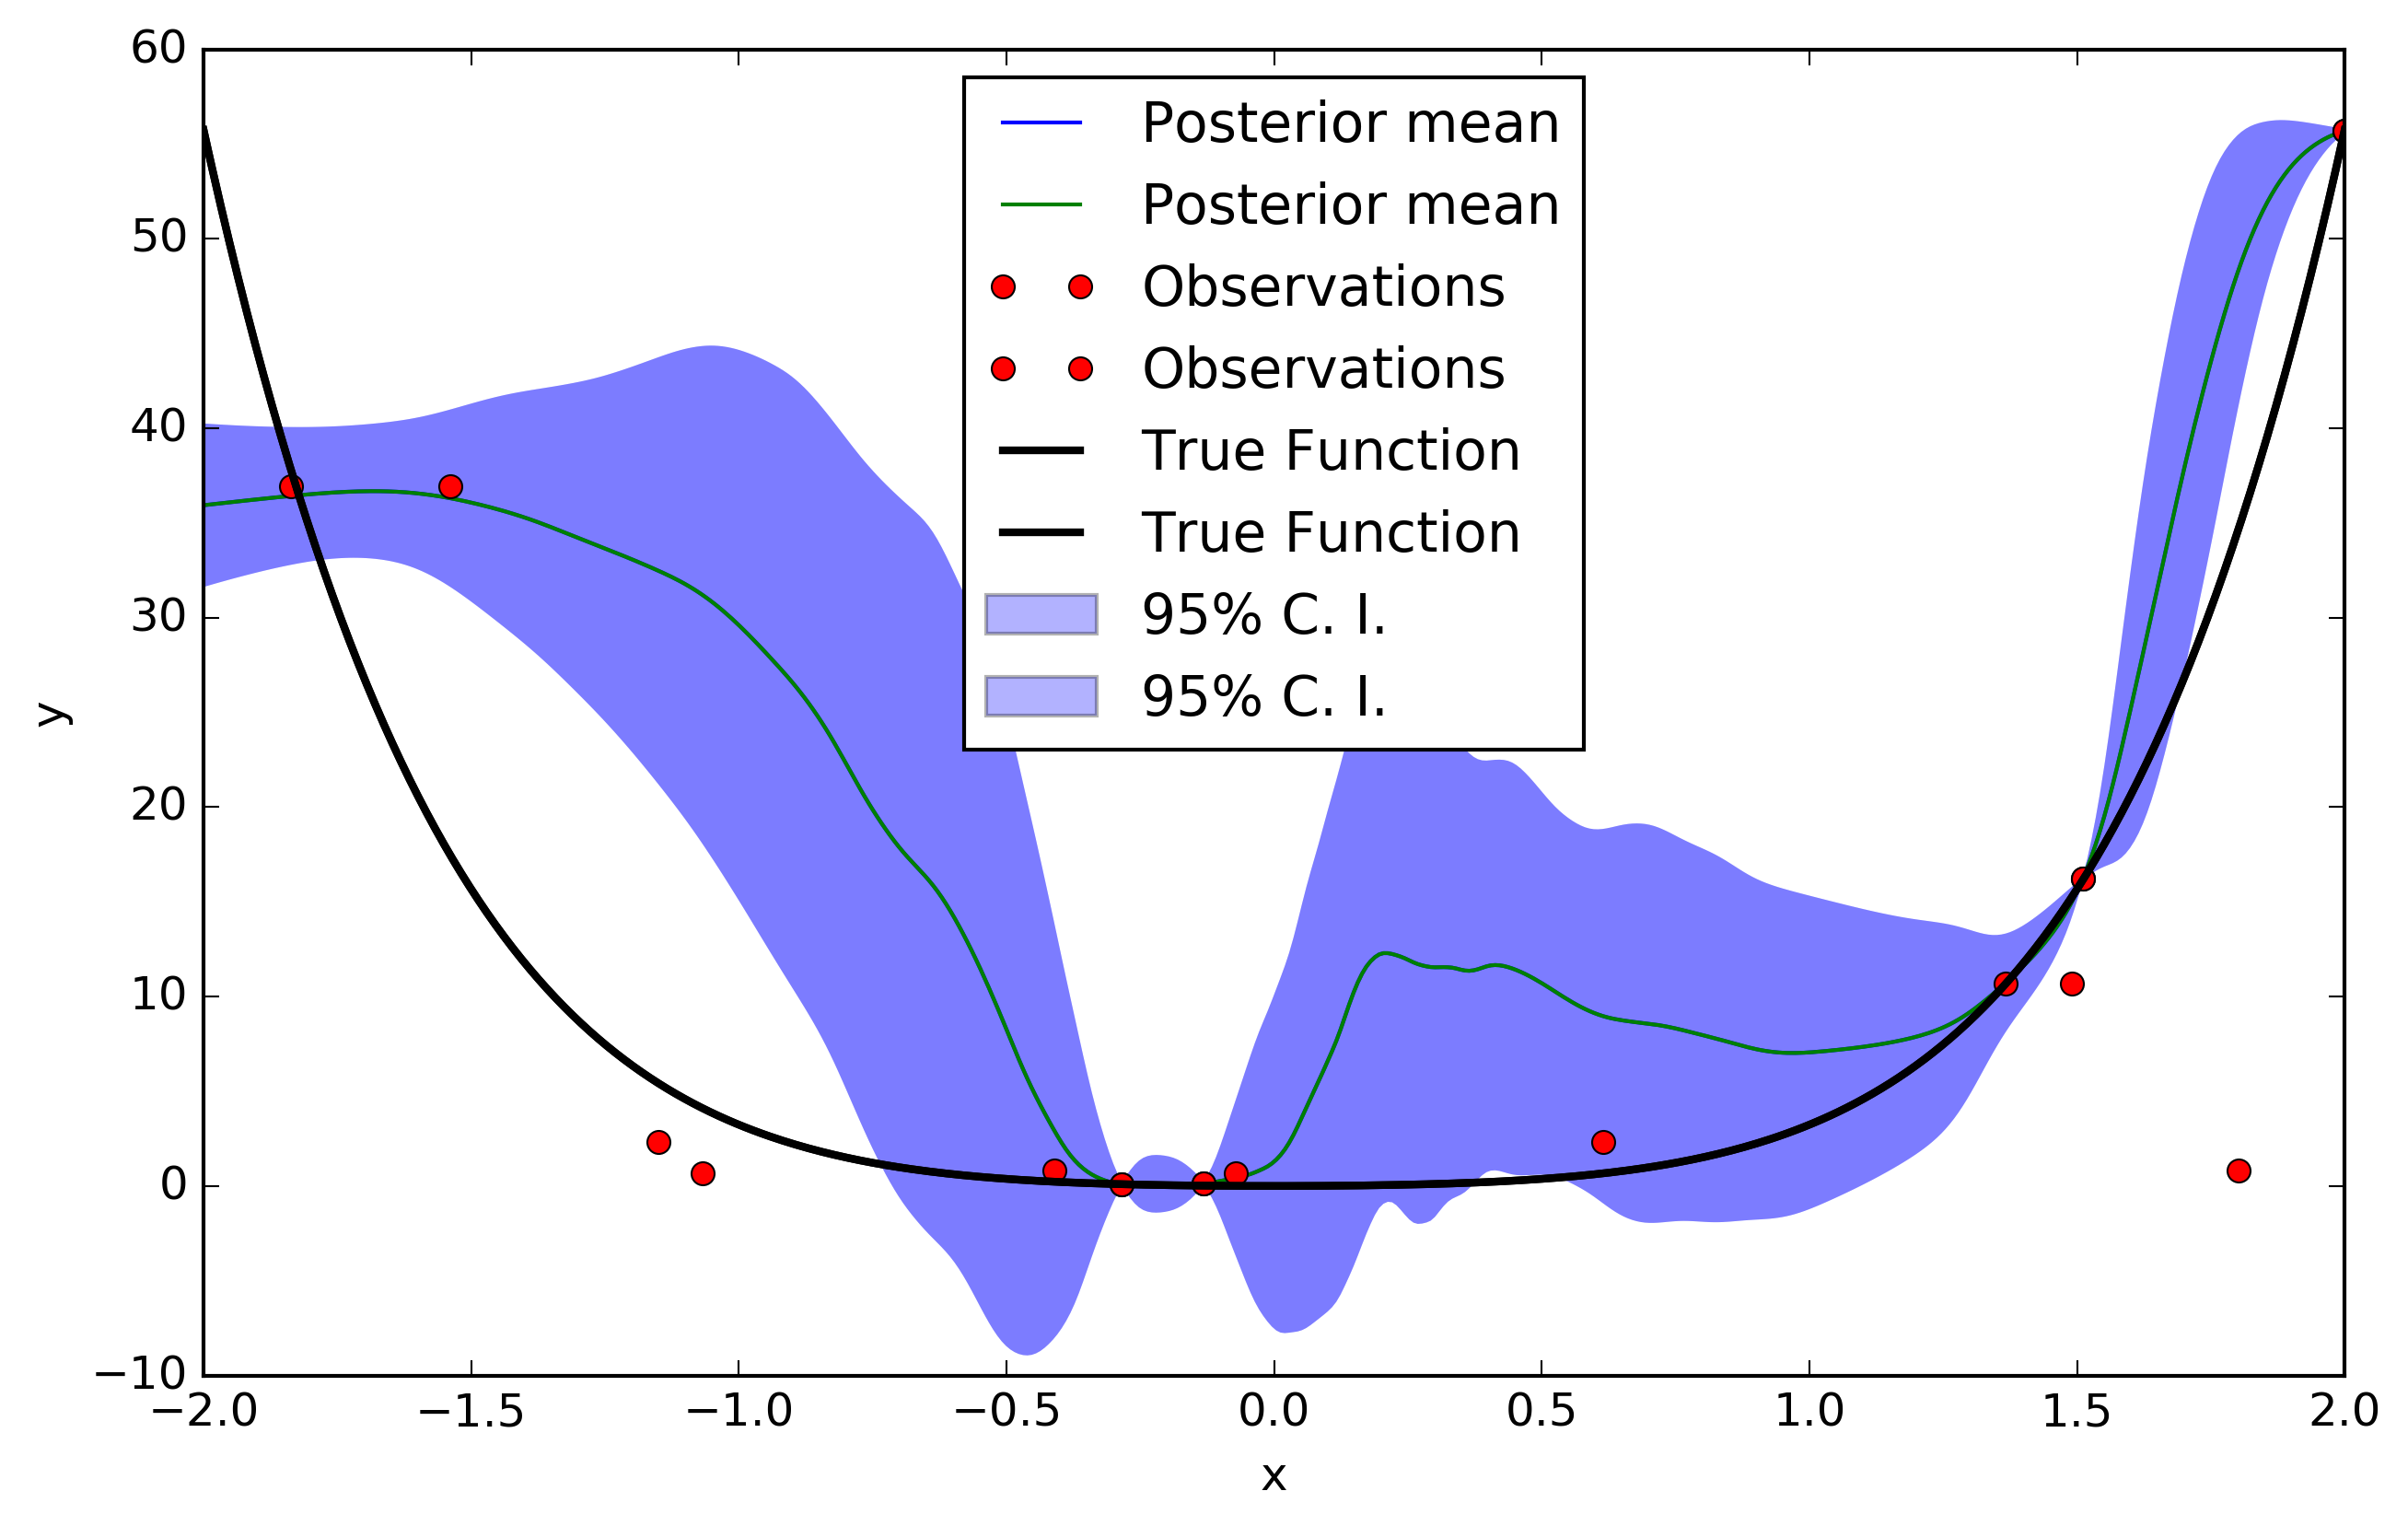 60
50
40
30
20
10
0
−10
y
Posterior mean
Posterior mean
Observations
Observations
True Function
True Function
95% C. I.
95% C. I.
−2.0 −1.5 −1.0 −0.5 0.0 0.5 1.0 1.5 2.0
x